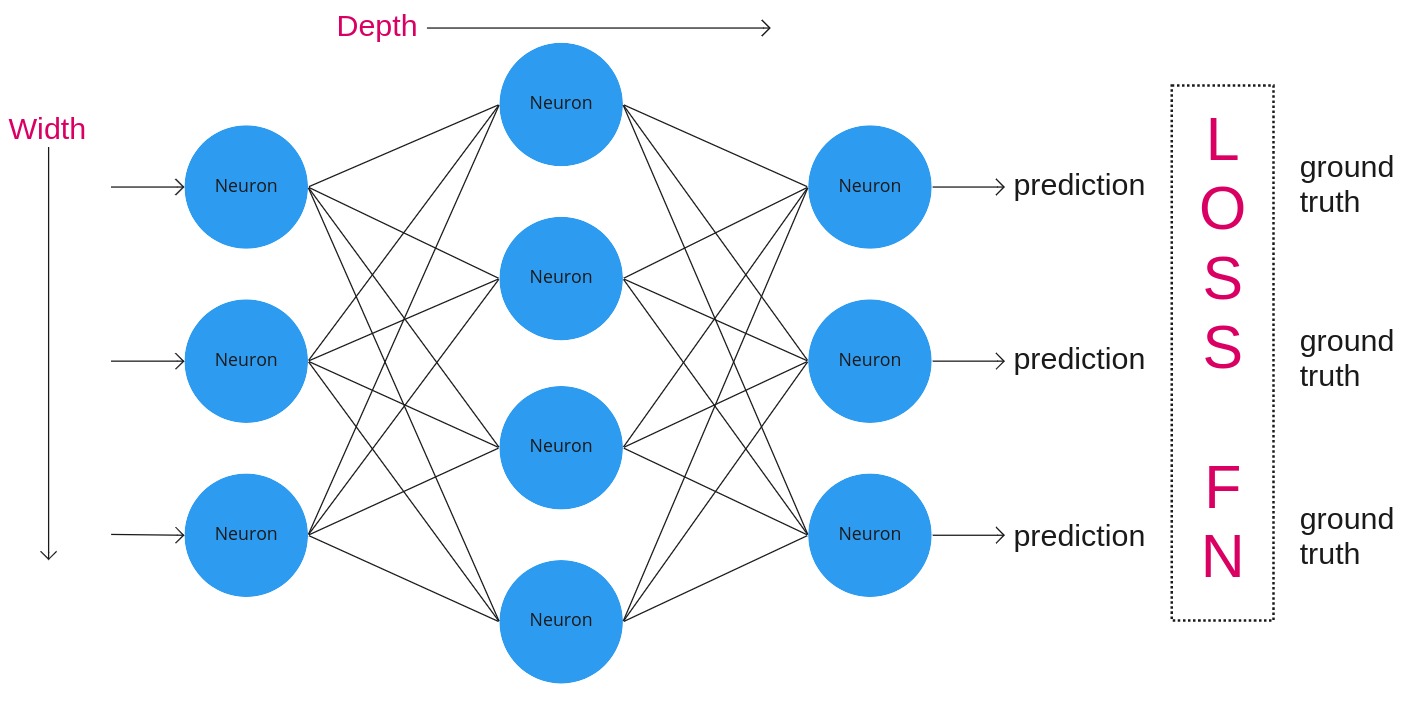 Depth
Width
Neuron
Neuron
Neuron
Neuron
Neuron
Neuron
Neuron
Neuron
Neuron
Neuron
prediction
prediction
prediction
L
O
S
S
F
N
ground
truth
ground
truth
ground
truth